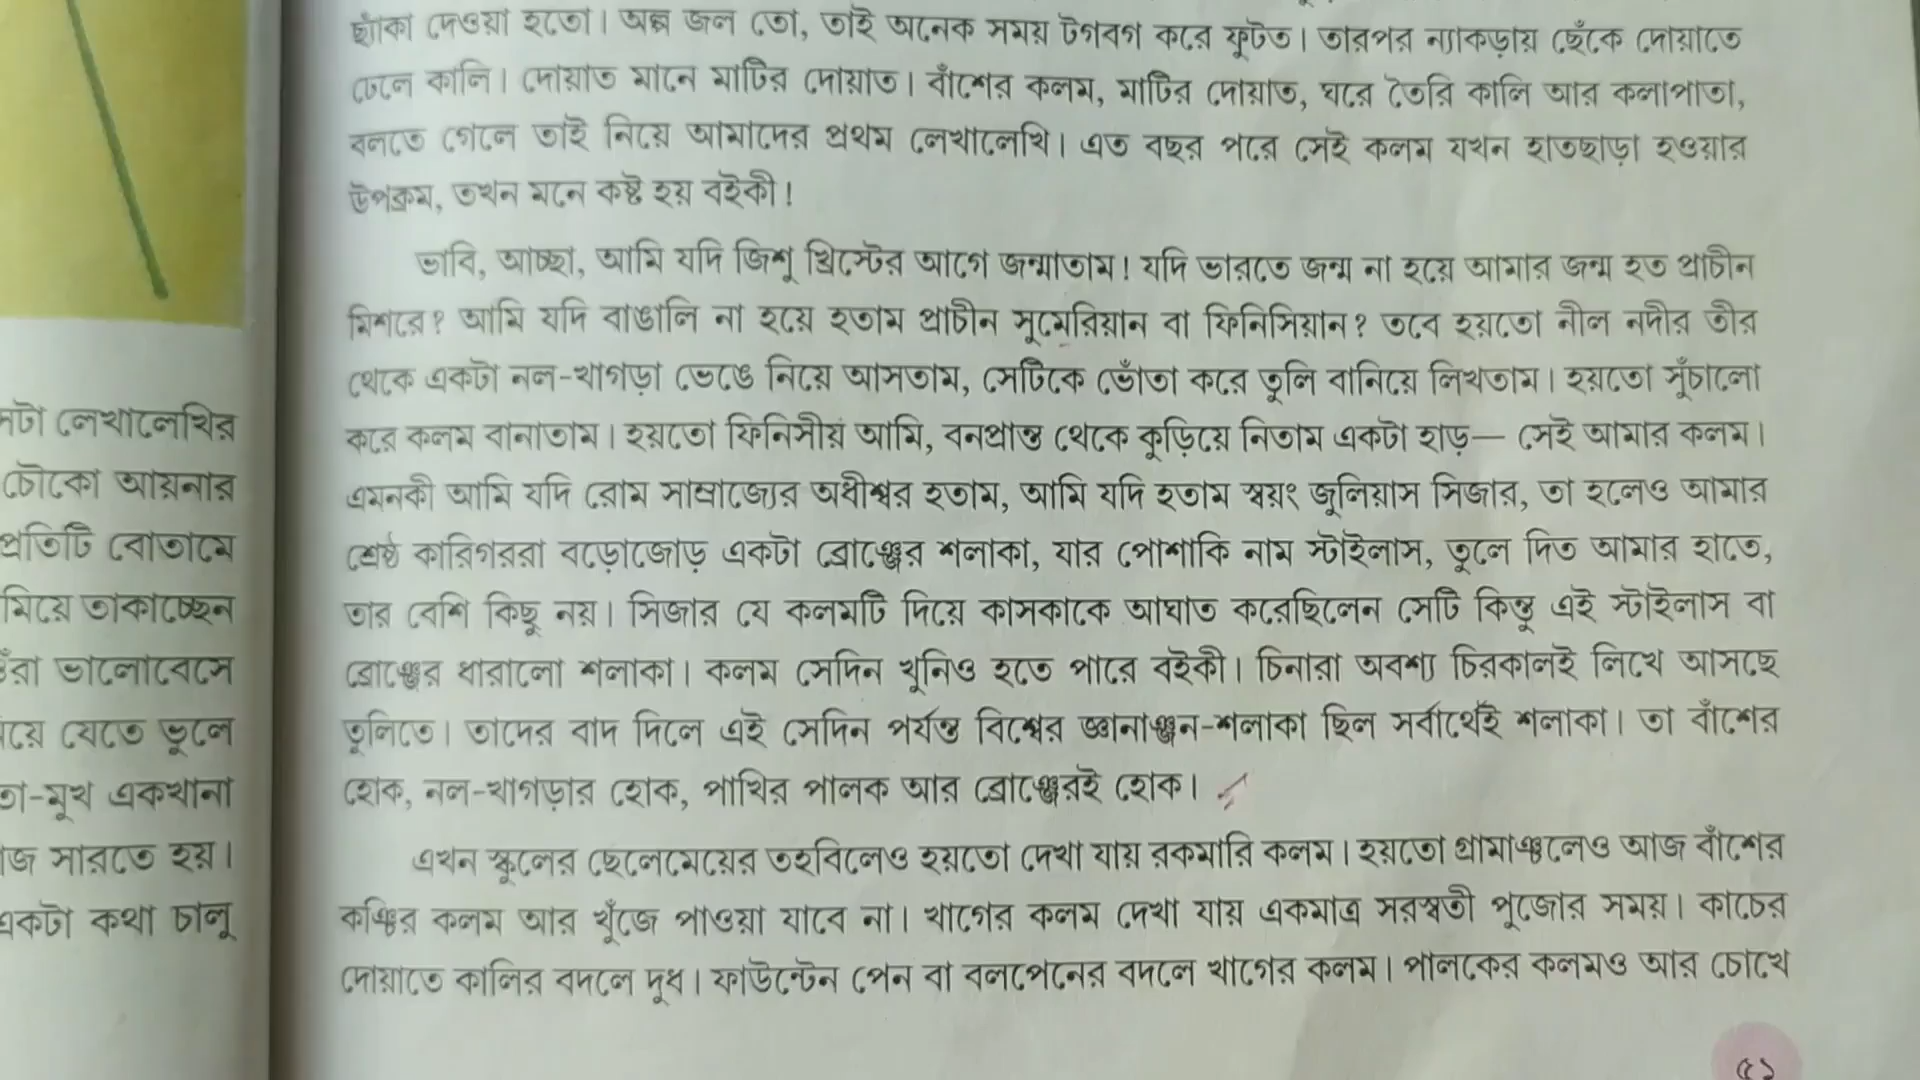 টা লেখালেখির
চৌকো আয়নার
প্রতিটি বোতামে
মিয়ে তাকাচ্ছেন
রা ভালোবেসে
য়ে যেতে ভুলে
তা-মুখ একখানা
জ সারতে হয়।
একটা কথা চালু
ছ্যাঁকা দেওয়া হতো। অল্প জল তো, তাই অনেক সময় টগবগ করে ফুটত। তারপর ন্যাকড়ায় ছেঁকে দোয়াতে
ঢেলে কালি। দোয়াত মানে মাটির দোয়াত। বাঁশের কলম, মাটির দোয়াত, ঘরে তৈরি কালি আর কলাপাতা,
বলতে গেলে তাই নিয়ে আমাদের প্রথম লেখালেখি। এত বছর পরে সেই কলম যখন হাতছাড়া হওয়ার
উপক্রম, তখন মনে কষ্ট হয় বইকী!
ভাবি, আচ্ছা, আমি যদি জিশু খ্রিস্টের আগে জন্মাতাম! যদি ভারতে জন্ম না হয়ে আমার জন্ম হত প্রাচীন
মিশরে? আমি যদি বাঙালি না হয়ে হতাম প্রাচীন সুমেরিয়ান বা ফিনিসিয়ান? তবে হয়তো নীল নদীর তীর
থেকে একটা নল-খাগড়া ভেঙে নিয়ে আসতাম, সেটিকে ভোঁতা করে তুলি বানিয়ে লিখতাম। হয়তো সূঁচালো
করে কলম বানাতাম। হয়তো ফিনিসীয় আমি, বনপ্রান্ত থেকে কুড়িয়ে নিতাম একটা হাড়— সেই আমার কলম।
এমনকী আমি যদি রোম সাম্রাজ্যের অধীশ্বর হতাম, আমি যদি হতাম স্বয়ং জুলিয়াস সিজার, তা হলেও আমার
শ্রেষ্ঠ কারিগররা বড়োজোড় একটা ব্রোঞ্জের শলাকা, যার পোশাকি নাম স্টাইলাস, তুলে দিত আমার হাতে,
তার বেশি কিছু নয়। সিজার যে কলমটি দিয়ে কাসকাকে আঘাত করেছিলেন সেটি কিন্তু এই স্টাইলাস বা
ব্রোঞ্জের ধারালো শলাকা। কলম সেদিন খুনিও হতে পারে বইকী। চিনারা অবশ্য চিরকালই লিখে আসছে
তুলিতে। তাদের বাদ দিলে এই সেদিন পর্যন্ত বিশ্বের জ্ঞানাঞ্জন-শলাকা ছিল সর্বার্থেই শলাকা। তা বাঁশের
হোক, নল-খাগড়ার হোক, পাখির পালক আর ব্রোঞ্জেরই হোক।
এখন স্কুলের ছেলেমেয়ের তহবিলেও হয়তো দেখা যায় রকমারি কলম। হয়তো গ্রামাঞ্চলেও আজ বাঁশের
কঞ্চির কলম আর খুঁজে পাওয়া যাবে না। খাগের কলম দেখা যায় একমাত্র সরস্বতী পুজোর সময়। কাচের
দোয়াতে কালির বদলে দুধ। ফাউন্টেন পেন বা বলপেনের বদলে খাগের কলম। পালকের কলমও আর চোখে
৫১